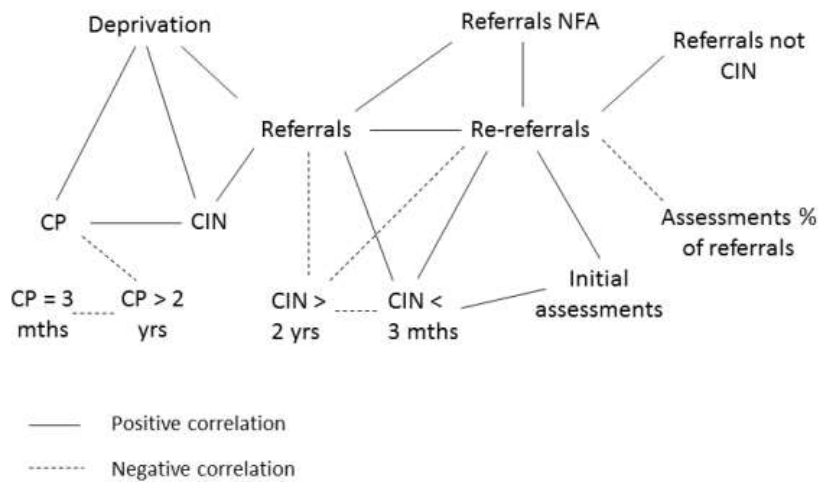 Deprivation
Referrals NFA
Referrals not
CIN
Referrals
Re-referrals
CP
CIN
Assessments %
of referrals
CP = 3
mths
CP > 2
yrs
CIN >
2 yrs
CIN <
3 mths
Initial
assessments
Positive correlation
Negative correlation